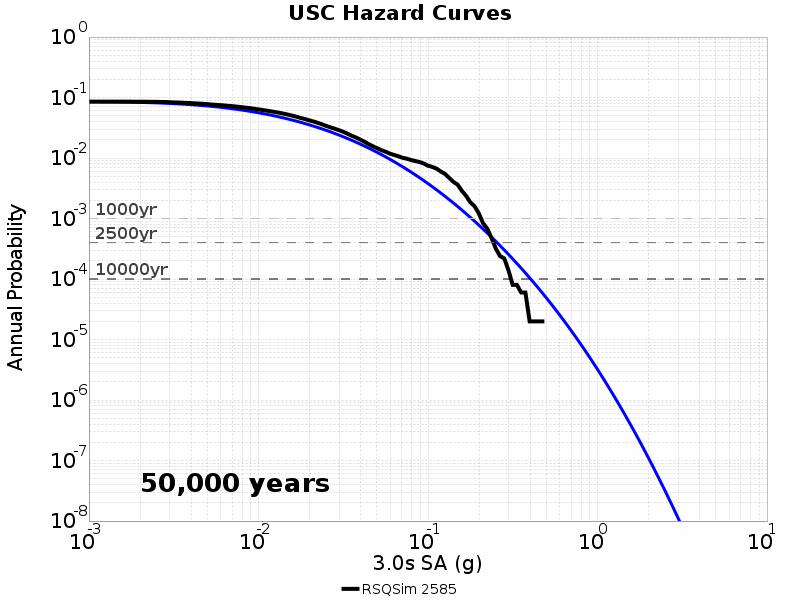 USC Hazard Curves
Annual Probability
10^0
10^-1
10^-2
10^-3
10^-4
10^-5
10^-6
10^-7
10^-8
1000yr
2500yr
10000yr
50,000 years
10^-3 10^-2 10^-1 10^0 10^1
3.0s SA (g)
RSQSim 2585